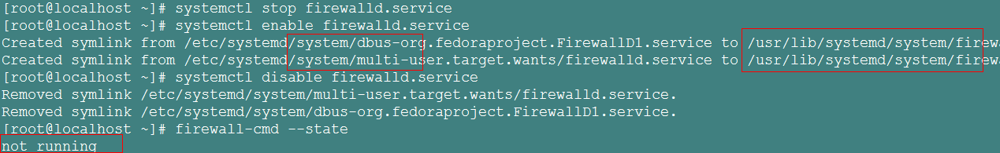 [root@localhost ~]# systemctl stop firewalld.service
[root@localhost ~]# systemctl enable firewalld.service
Created symlink from /etc/systemd/system/dbus-org.fedoraproject.FirewallD1.service to /usr/lib/systemd/system/firewa
Created symlink from /etc/systemd/system/multi-user.target.wants/firewalld.service to /usr/lib/systemd/system/firewa
[root@localhost ~]# systemctl disable firewalld.service
Removed symlink /etc/systemd/system/multi-user.target.wants/firewalld.service.
Removed symlink /etc/systemd/system/dbus-org.fedoraproject.FirewallD1.service.
[root@localhost ~]# firewall-cmd --state
not running